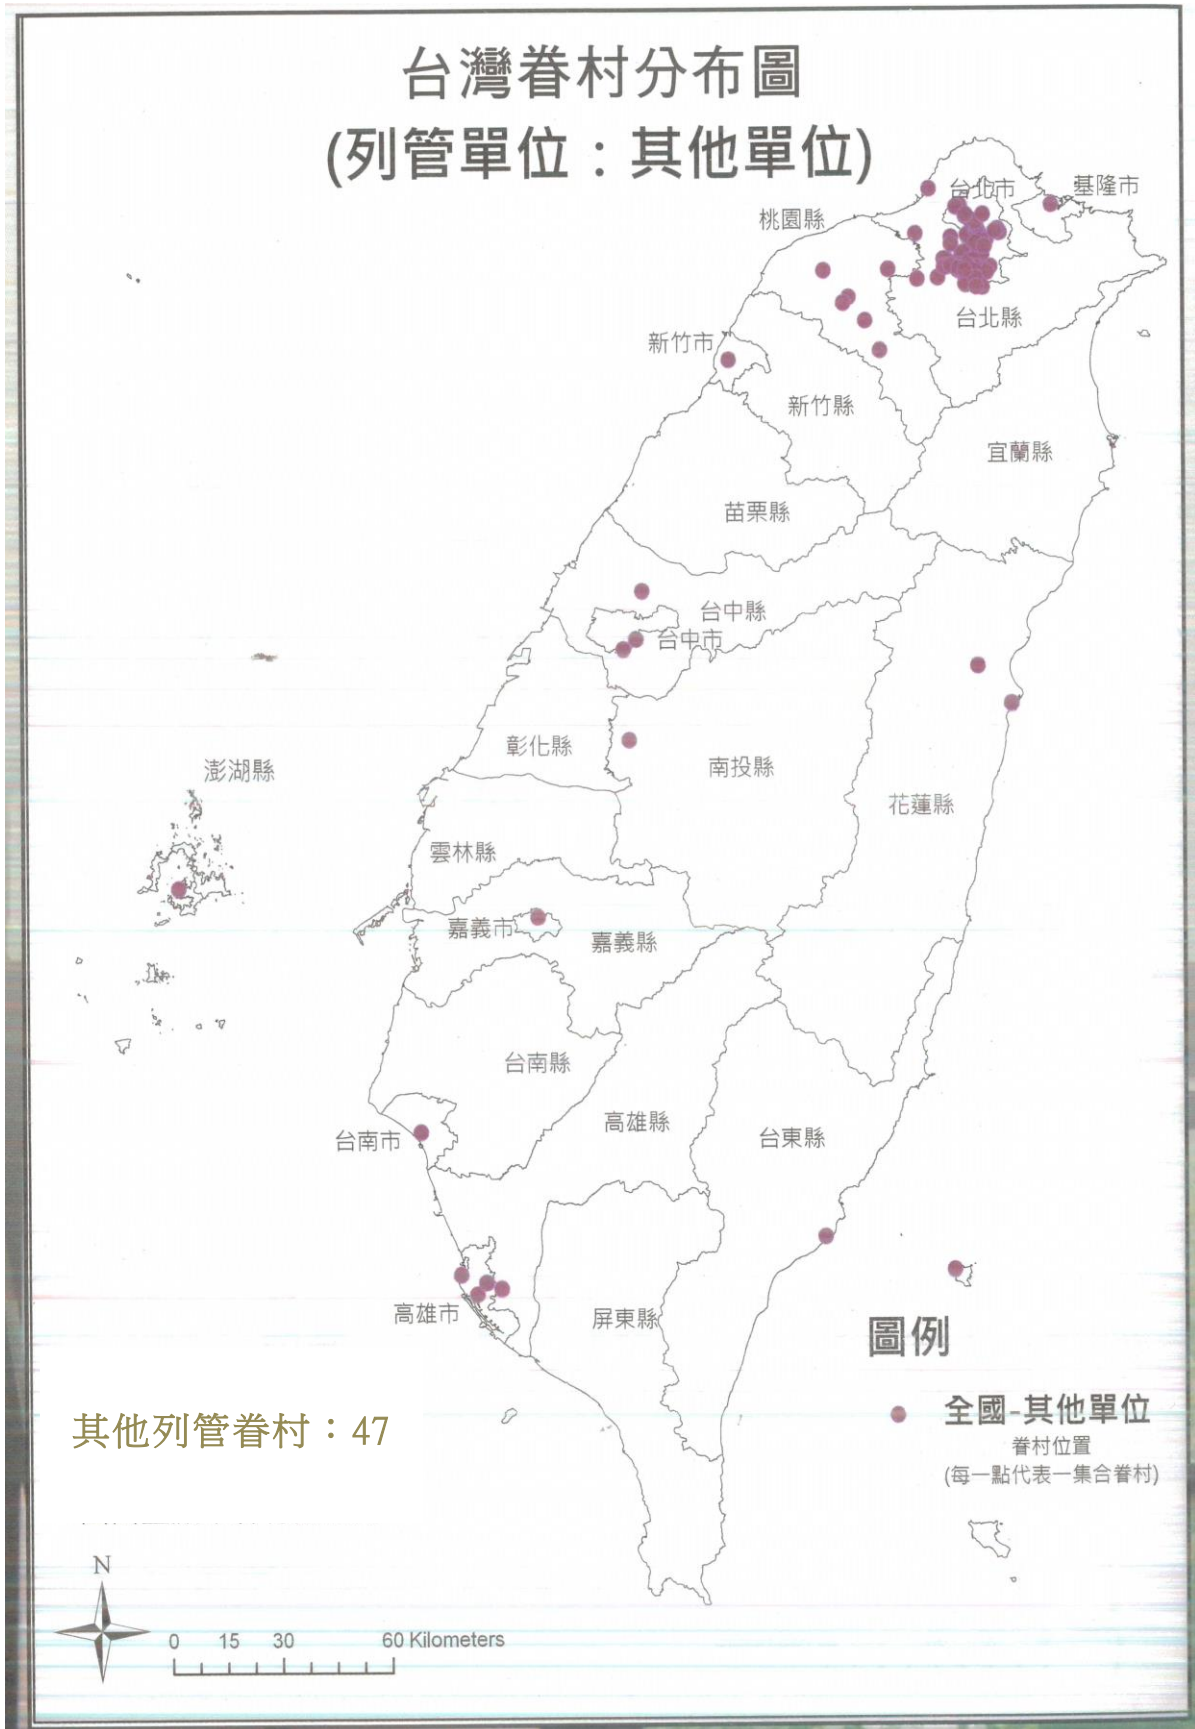 台灣眷村分布圖
(列管單位：其他單位)
台北市
基隆市
桃園縣
台北縣
新竹市
新竹縣
宜蘭縣
苗栗縣
台中縣
台中市
彰化縣
南投縣
澎湖縣
花蓮縣
雲林縣
嘉義市
嘉義縣
台南縣
高雄縣
台南市
台東縣
高雄市
屏東縣
圖例
全國-其他單位
眷村位置
(每一點代表一集合眷村)
其他列管眷村：47
N
0 15 30 60 Kilometers